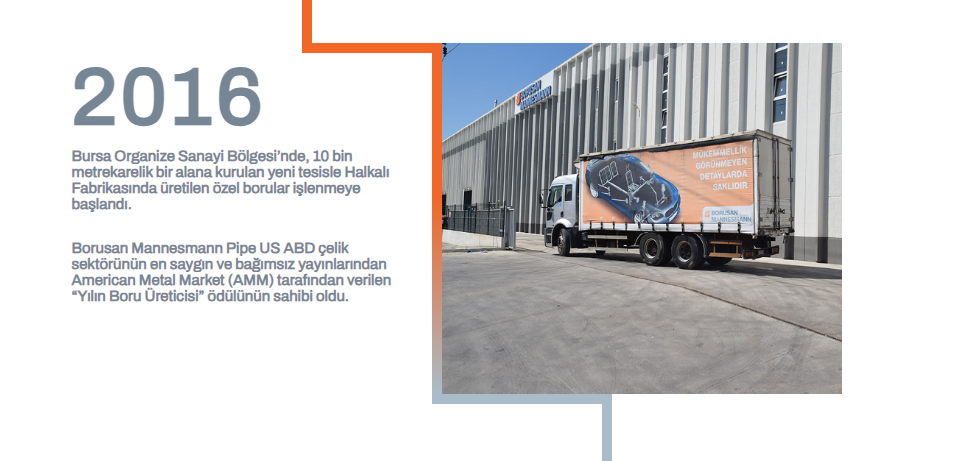 2016
Bursa Organize Sanayi Bölgesi’nde, 10 bin
metrekarelik bir alana kurulan yeni tesisle Halkalı
Fabrikasında üretilen özel borular işlenmeye
başlandı.
Borusan Mannesmann Pipe US ABD çelik
sektörünün en saygın ve bağımsız yayınlarından
American Metal Market (AMM) tarafından verilen
“Yılın Boru Üreticisi” ödülünün sahibi oldu.
BORUSAN
MANNESMANN
MÜKEMMELLİK
GÖRÜNMEYEN
DETAYLARDA
SAKLIDIR
BORUSAN
MANNESMANN